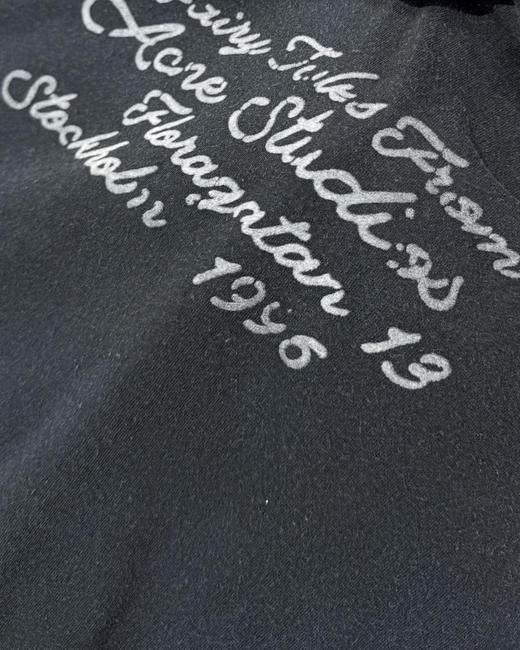 Fairy Tales From
Acne Studios
Floragatan 13
Stockholm
1996